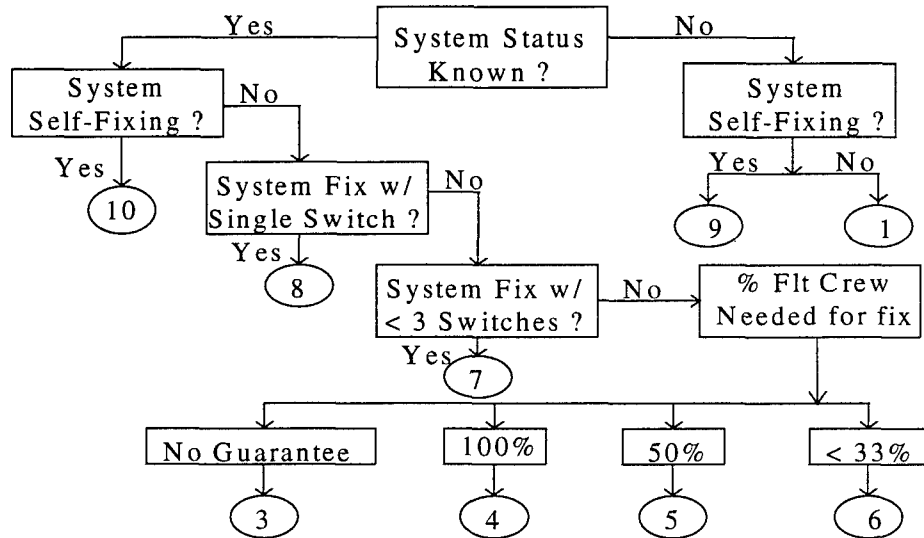 Yes
System Status
Known ?
No
System
Self-Fixing ?
No
System
Self-Fixing ?
Yes
10
System Fix w/
Single Switch ?
No
Yes
No
9
1
Yes
8
System Fix w/
< 3 Switches ?
No
% Flt Crew
Needed for fix
Yes
7
No Guarantee
100%
50%
< 33%
3
4
5
6